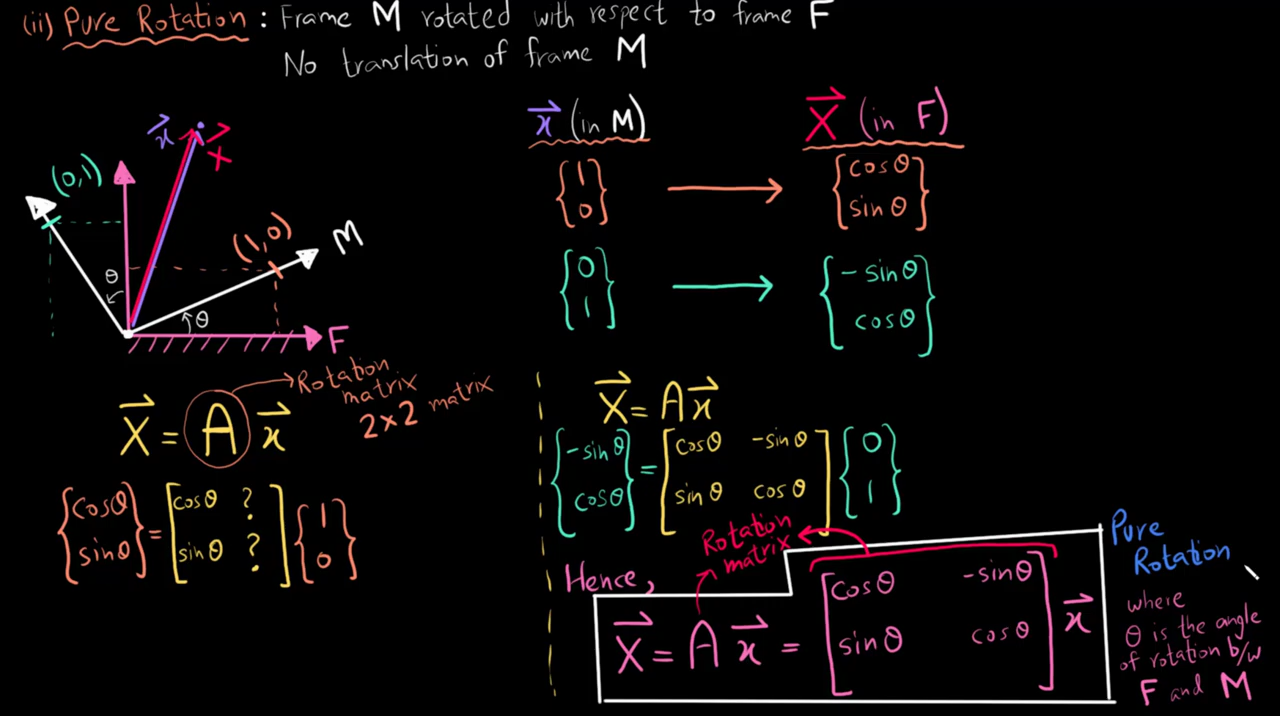 (ii) Pure Rotation : Frame M rotated with respect to frame F
No translation of frame M
x⃗ (in M) X⃗ (in F)
{1 0} → {cosθ sinθ}
{0 1} → {-sinθ cosθ}
x⃗
X⃗
(0,1)
(1,0)
M
θ
θ
F
X⃗ = A x⃗
Rotation
matrix
2×2 matrix
{cosθ sinθ} = [cosθ ? sinθ ?] {1 0}
X⃗ = A x⃗
{-sinθ cosθ} = [cosθ -sinθ sinθ cosθ] {0 1}
Rotation
matrix
Hence,
X⃗ = A x⃗ = [cosθ -sinθ sinθ cosθ] x⃗
Pure
Rotation
where
θ is the angle
of rotation b/w
F and M